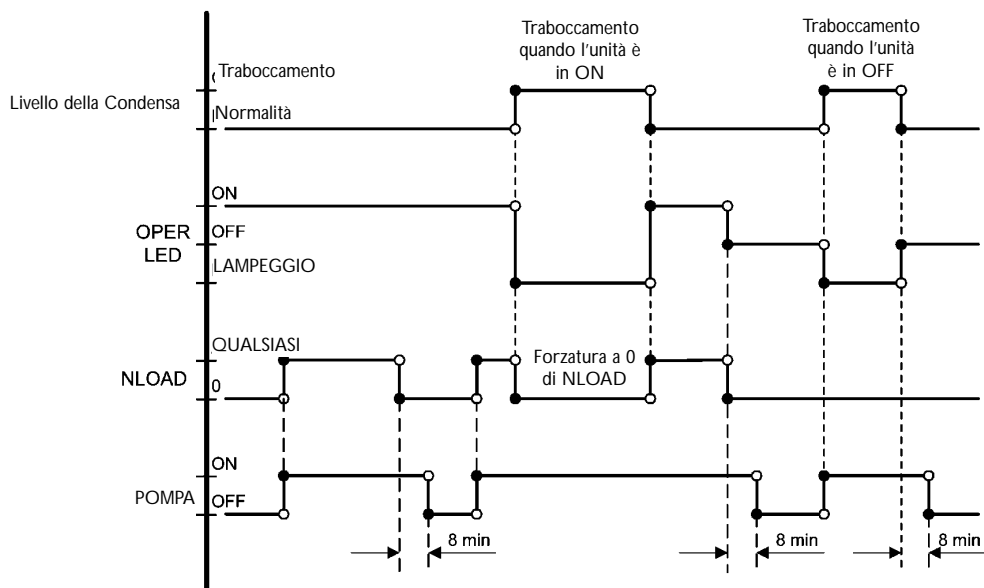 Traboccamento
quando l'unità è
in ON
Traboccamento
quando l'unità
è in OFF
Traboccamento
Livello della Condensa
Normalità
ON
OPER
LED
OFF
LAMPEGGIO
QUALSIASI
NLOAD
0
Forzatura a 0
di NLOAD
ON
POMPA
OFF
8 min
8 min
8 min